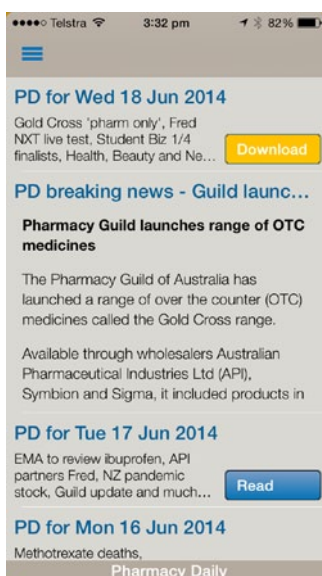 Telstra 3:32 pm 82%
PD for Wed 18 Jun 2014
Gold Cross 'pharm only', Fred
NXT live test, Student Biz 1/4
finalists, Health, Beauty and Ne...
Download
PD breaking news - Guild launc...
Pharmacy Guild launches range of OTC
medicines
The Pharmacy Guild of Australia has
launched a range of over the counter (OTC)
medicines called the Gold Cross range.
Available through wholesalers Australian
Pharmaceutical Industries Ltd (API),
Symbion and Sigma, it included products in
PD for Tue 17 Jun 2014
EMA to review ibuprofen, API
partners Fred, NZ pandemic
stock, Guild update and much...
Read
PD for Mon 16 Jun 2014
Methotrexate deaths,
Pharmacy Daily